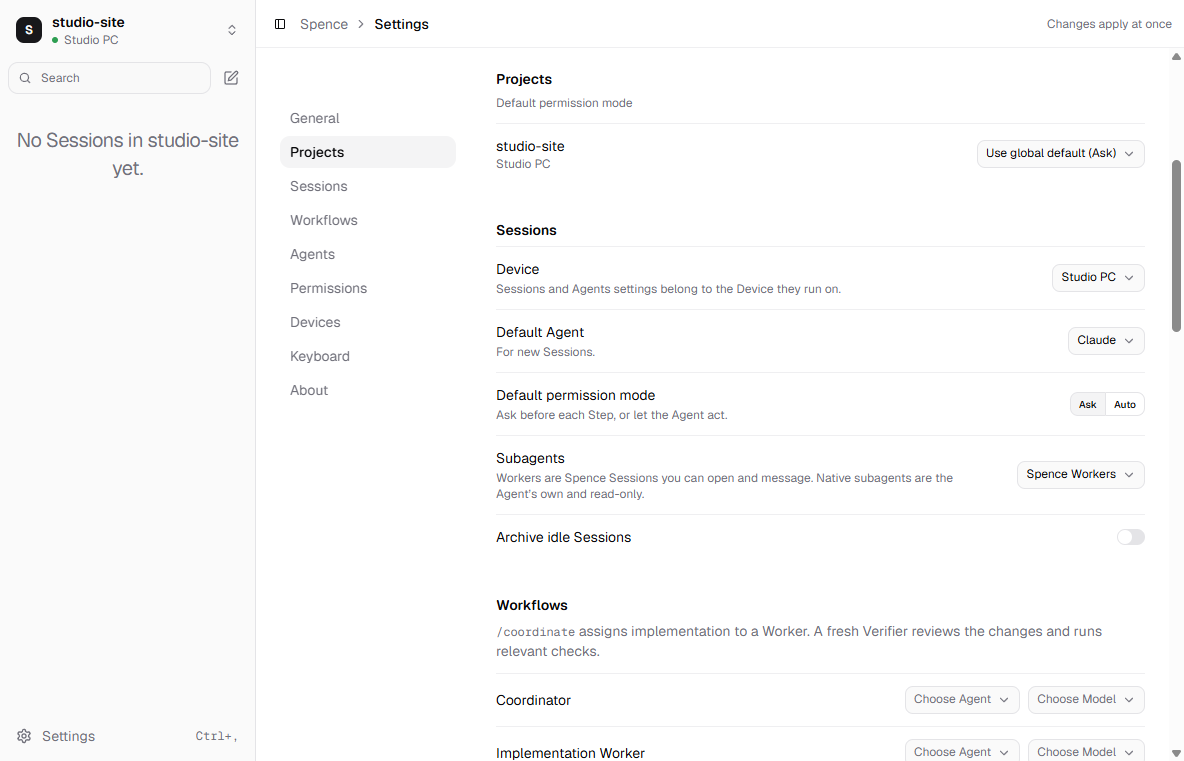 S
studio-site
Studio PC
Search
No Sessions in studio-site
yet.
Settings
Ctrl+,
Spence > Settings
Changes apply at once
General
Projects
Sessions
Workflows
Agents
Permissions
Devices
Keyboard
About
Projects
Default permission mode
studio-site
Studio PC
Use global default (Ask)
Sessions
Device
Sessions and Agents settings belong to the Device they run on.
Studio PC
Default Agent
For new Sessions.
Claude
Default permission mode
Ask before each Step, or let the Agent act.
Ask Auto
Subagents
Workers are Spence Sessions you can open and message. Native subagents are the
Agent's own and read-only.
Spence Workers
Archive idle Sessions
Workflows
/coordinate assigns implementation to a Worker. A fresh Verifier reviews the changes and runs
relevant checks.
Coordinator
Choose Agent Choose Model
Implementation Worker
Choose Agent Choose Model